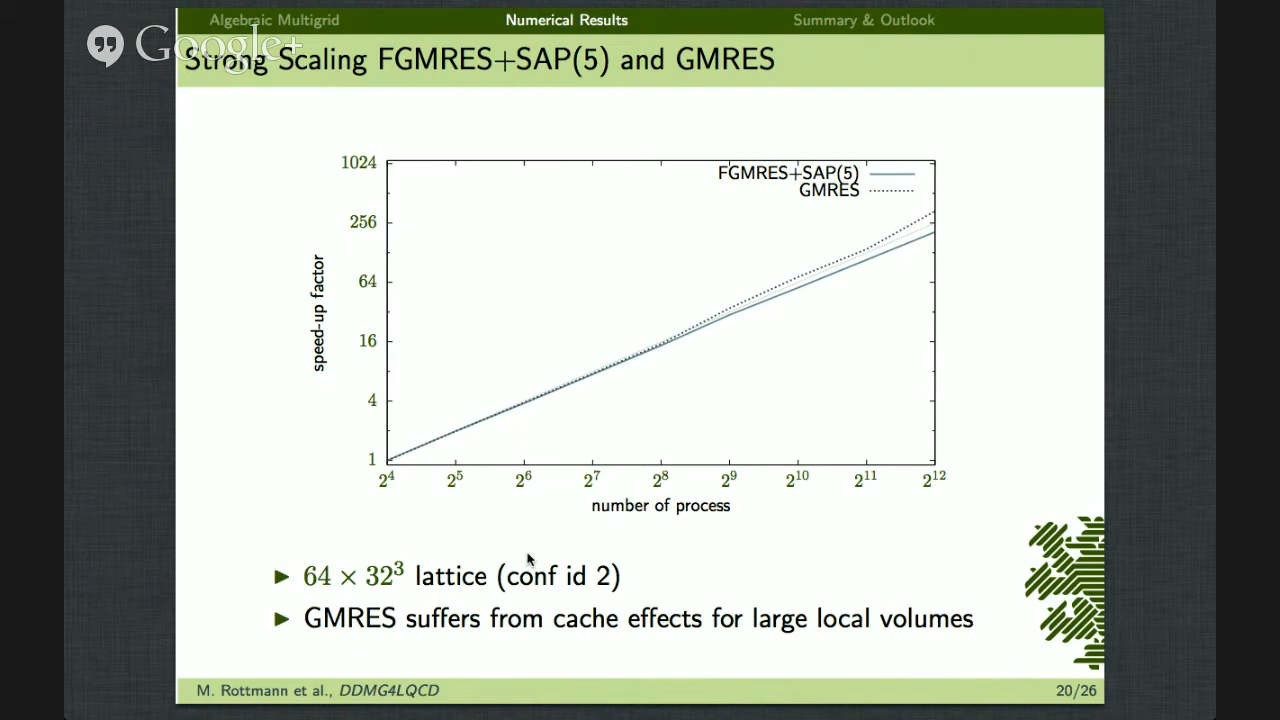 Algebraic Multigrid Numerical Results Summary & Outlook
Google+
Strong Scaling FGMRES+SAP(5) and GMRES
1024
256
64
16
4
1
speed-up factor
FGMRES+SAP(5)
GMRES
2⁴ 2⁵ 2⁶ 2⁷ 2⁸ 2⁹ 2¹⁰ 2¹¹ 2¹²
number of process
▶ 64 × 32³ lattice (conf id 2)
▶ GMRES suffers from cache effects for large local volumes
M. Rottmann et al., DDMG4LQCD 20/26